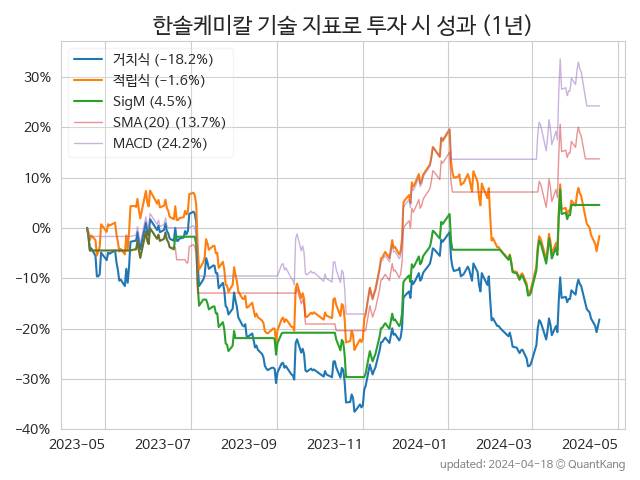 한솔케미칼 기술 지표로 투자 시 성과 (1년)
거치식 (−18.2%)
적립식 (−1.6%)
SigM (4.5%)
SMA(20) (13.7%)
MACD (24.2%)
30%
20%
10%
0%
−10%
−20%
−30%
−40%
2023-05 2023-07 2023-09 2023-11 2024-01 2024-03 2024-05
updated: 2024-04-18 © QuantKang